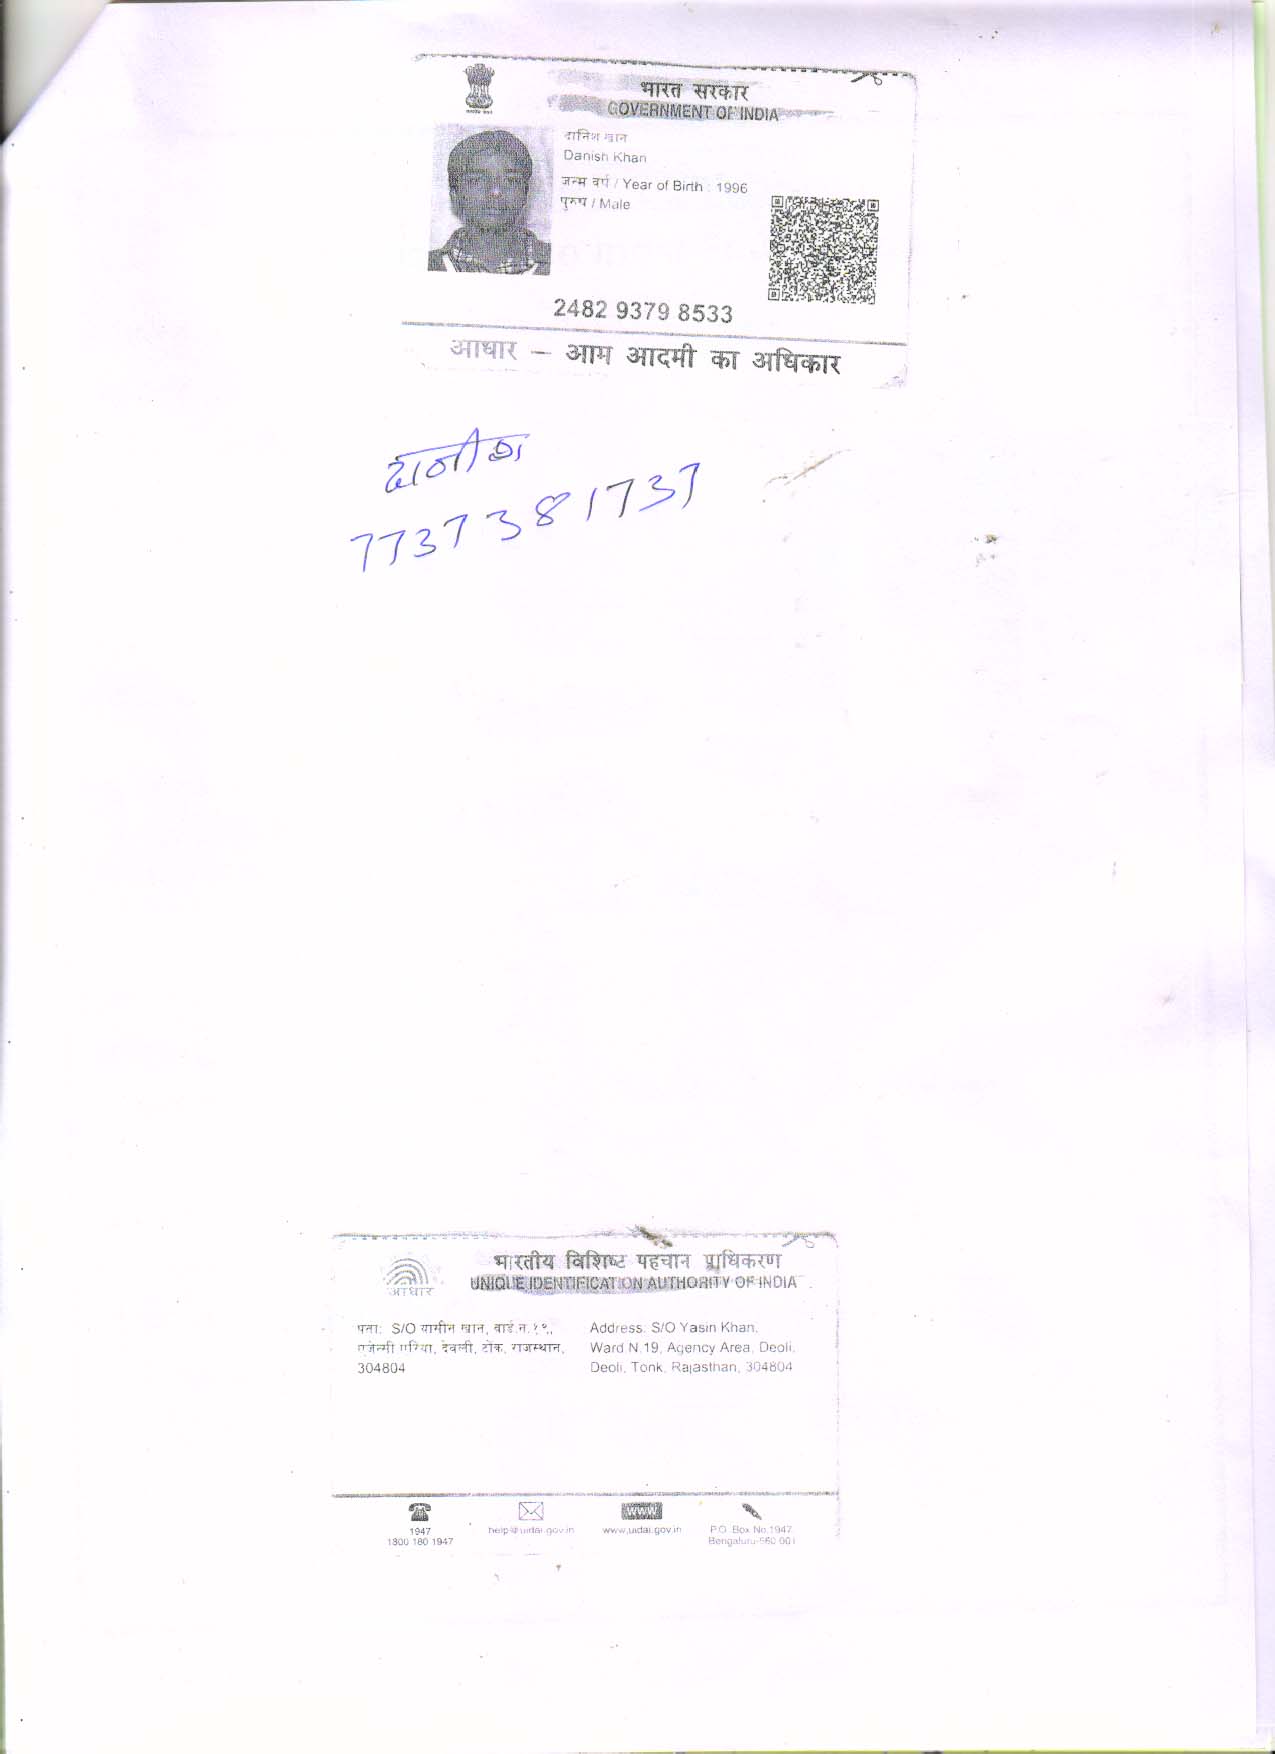 भारत सरकार
GOVERNMENT OF INDIA
दानिश खान
Danish Khan
जन्म वर्ष / Year of Birth : 1996
पुरुष / Male
2482 9379 8533
आधार – आम आदमी का अधिकार
दानीश
7737381737
भारतीय विशिष्ट पहचान प्राधिकरण
UNIQUE IDENTIFICATION AUTHORITY OF INDIA
आधार
पता: S/O यामीन खान, वार्ड.न.१९,
एजेन्सी एरिया, देवली, टोंक, राजस्थान,
304804
Address: S/O Yasin Khan,
Ward N.19, Agency Area, Deoli,
Deoli, Tonk, Rajasthan, 304804
1947
1800 180 1947
help@uidai.gov.in
WWW
www.uidai.gov.in
P.O. Box No.1947,
Bengaluru-560 001